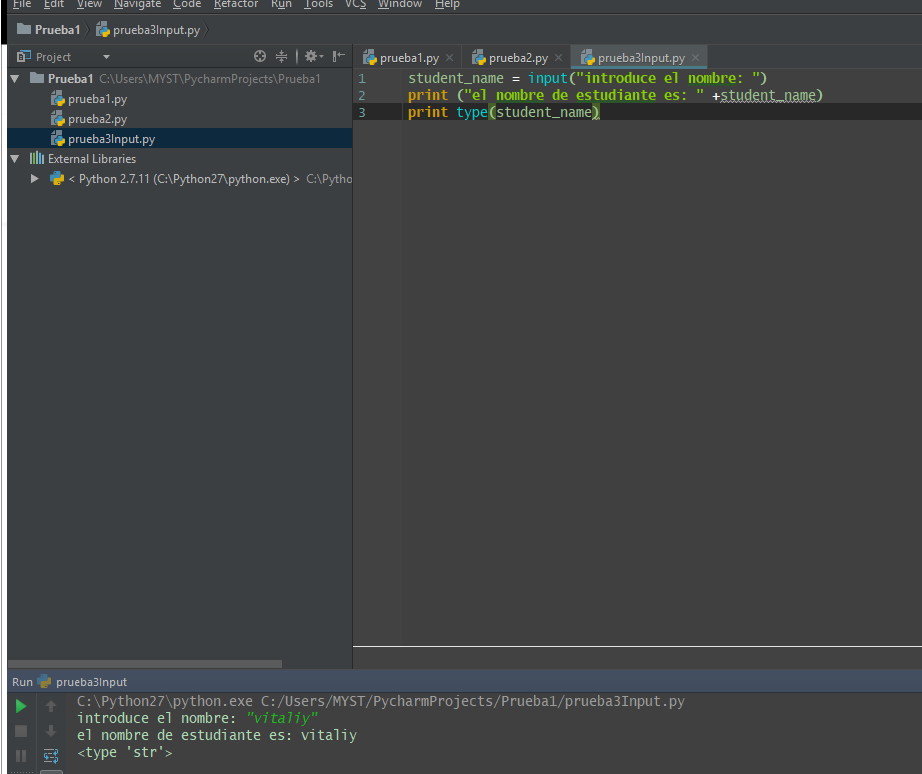 File Edit View Navigate Code Refactor Run Tools VCS Window Help
Prueba1 prueba3Input.py
Project
prueba1.py prueba2.py prueba3Input.py
Prueba1 C:\Users\MYST\PycharmProjects\Prueba1
prueba1.py
prueba2.py
prueba3Input.py
External Libraries
< Python 2.7.11 (C:\Python27\python.exe) > C:\Pytho
1 student_name = input("introduce el nombre: ")
2 print ("el nombre de estudiante es: " +student_name)
3 print type(student_name)
Run prueba3Input
C:\Python27\python.exe C:/Users/MYST/PycharmProjects/Prueba1/prueba3Input.py
introduce el nombre: "vitaliy"
el nombre de estudiante es: vitaliy
<type 'str'>